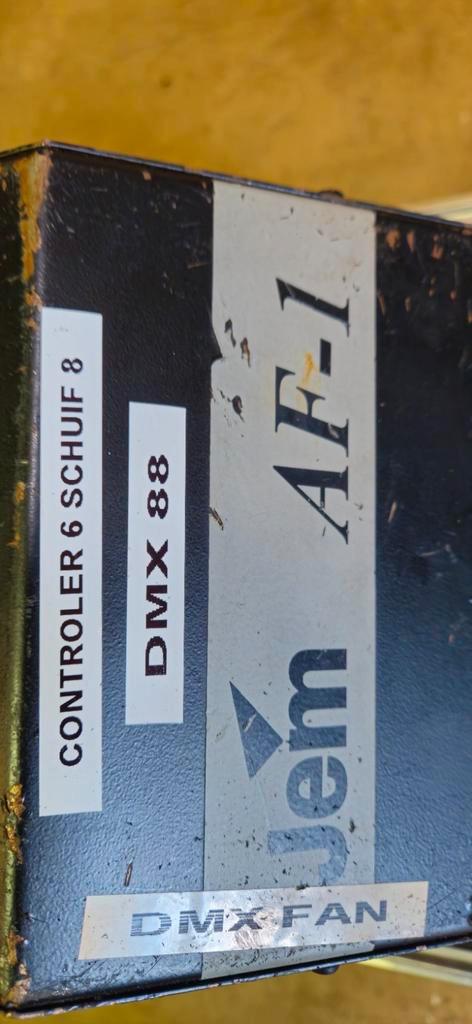 CONTROLER 6 SCHUIF 8
DMX 88
Jem AF-1
DMX FAN